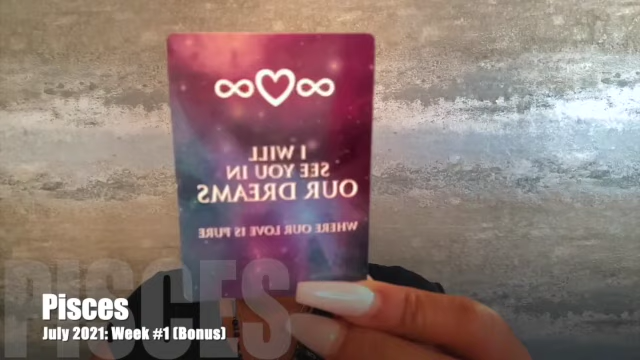 I WILL
SEE YOU IN
OUR DREAMS
WHERE OUR LOVE IS PURE
PISCES
Pisces
July 2021: Week #1 (Bonus)